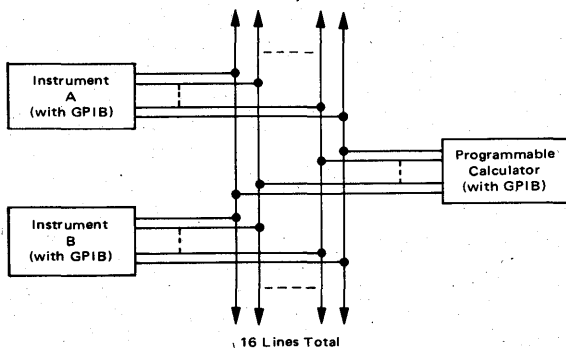 Instrument
A
(with GPIB)
Programmable
Calculator
(with GPIB)
Instrument
B
(with GPIB)
16 Lines Total